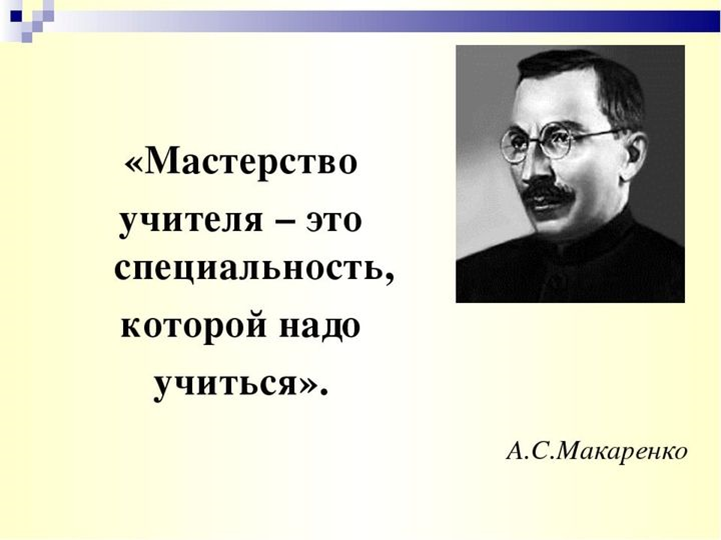 «Мастерство
учителя – это
специальность,
которой надо
учиться».
А.С.Макаренко